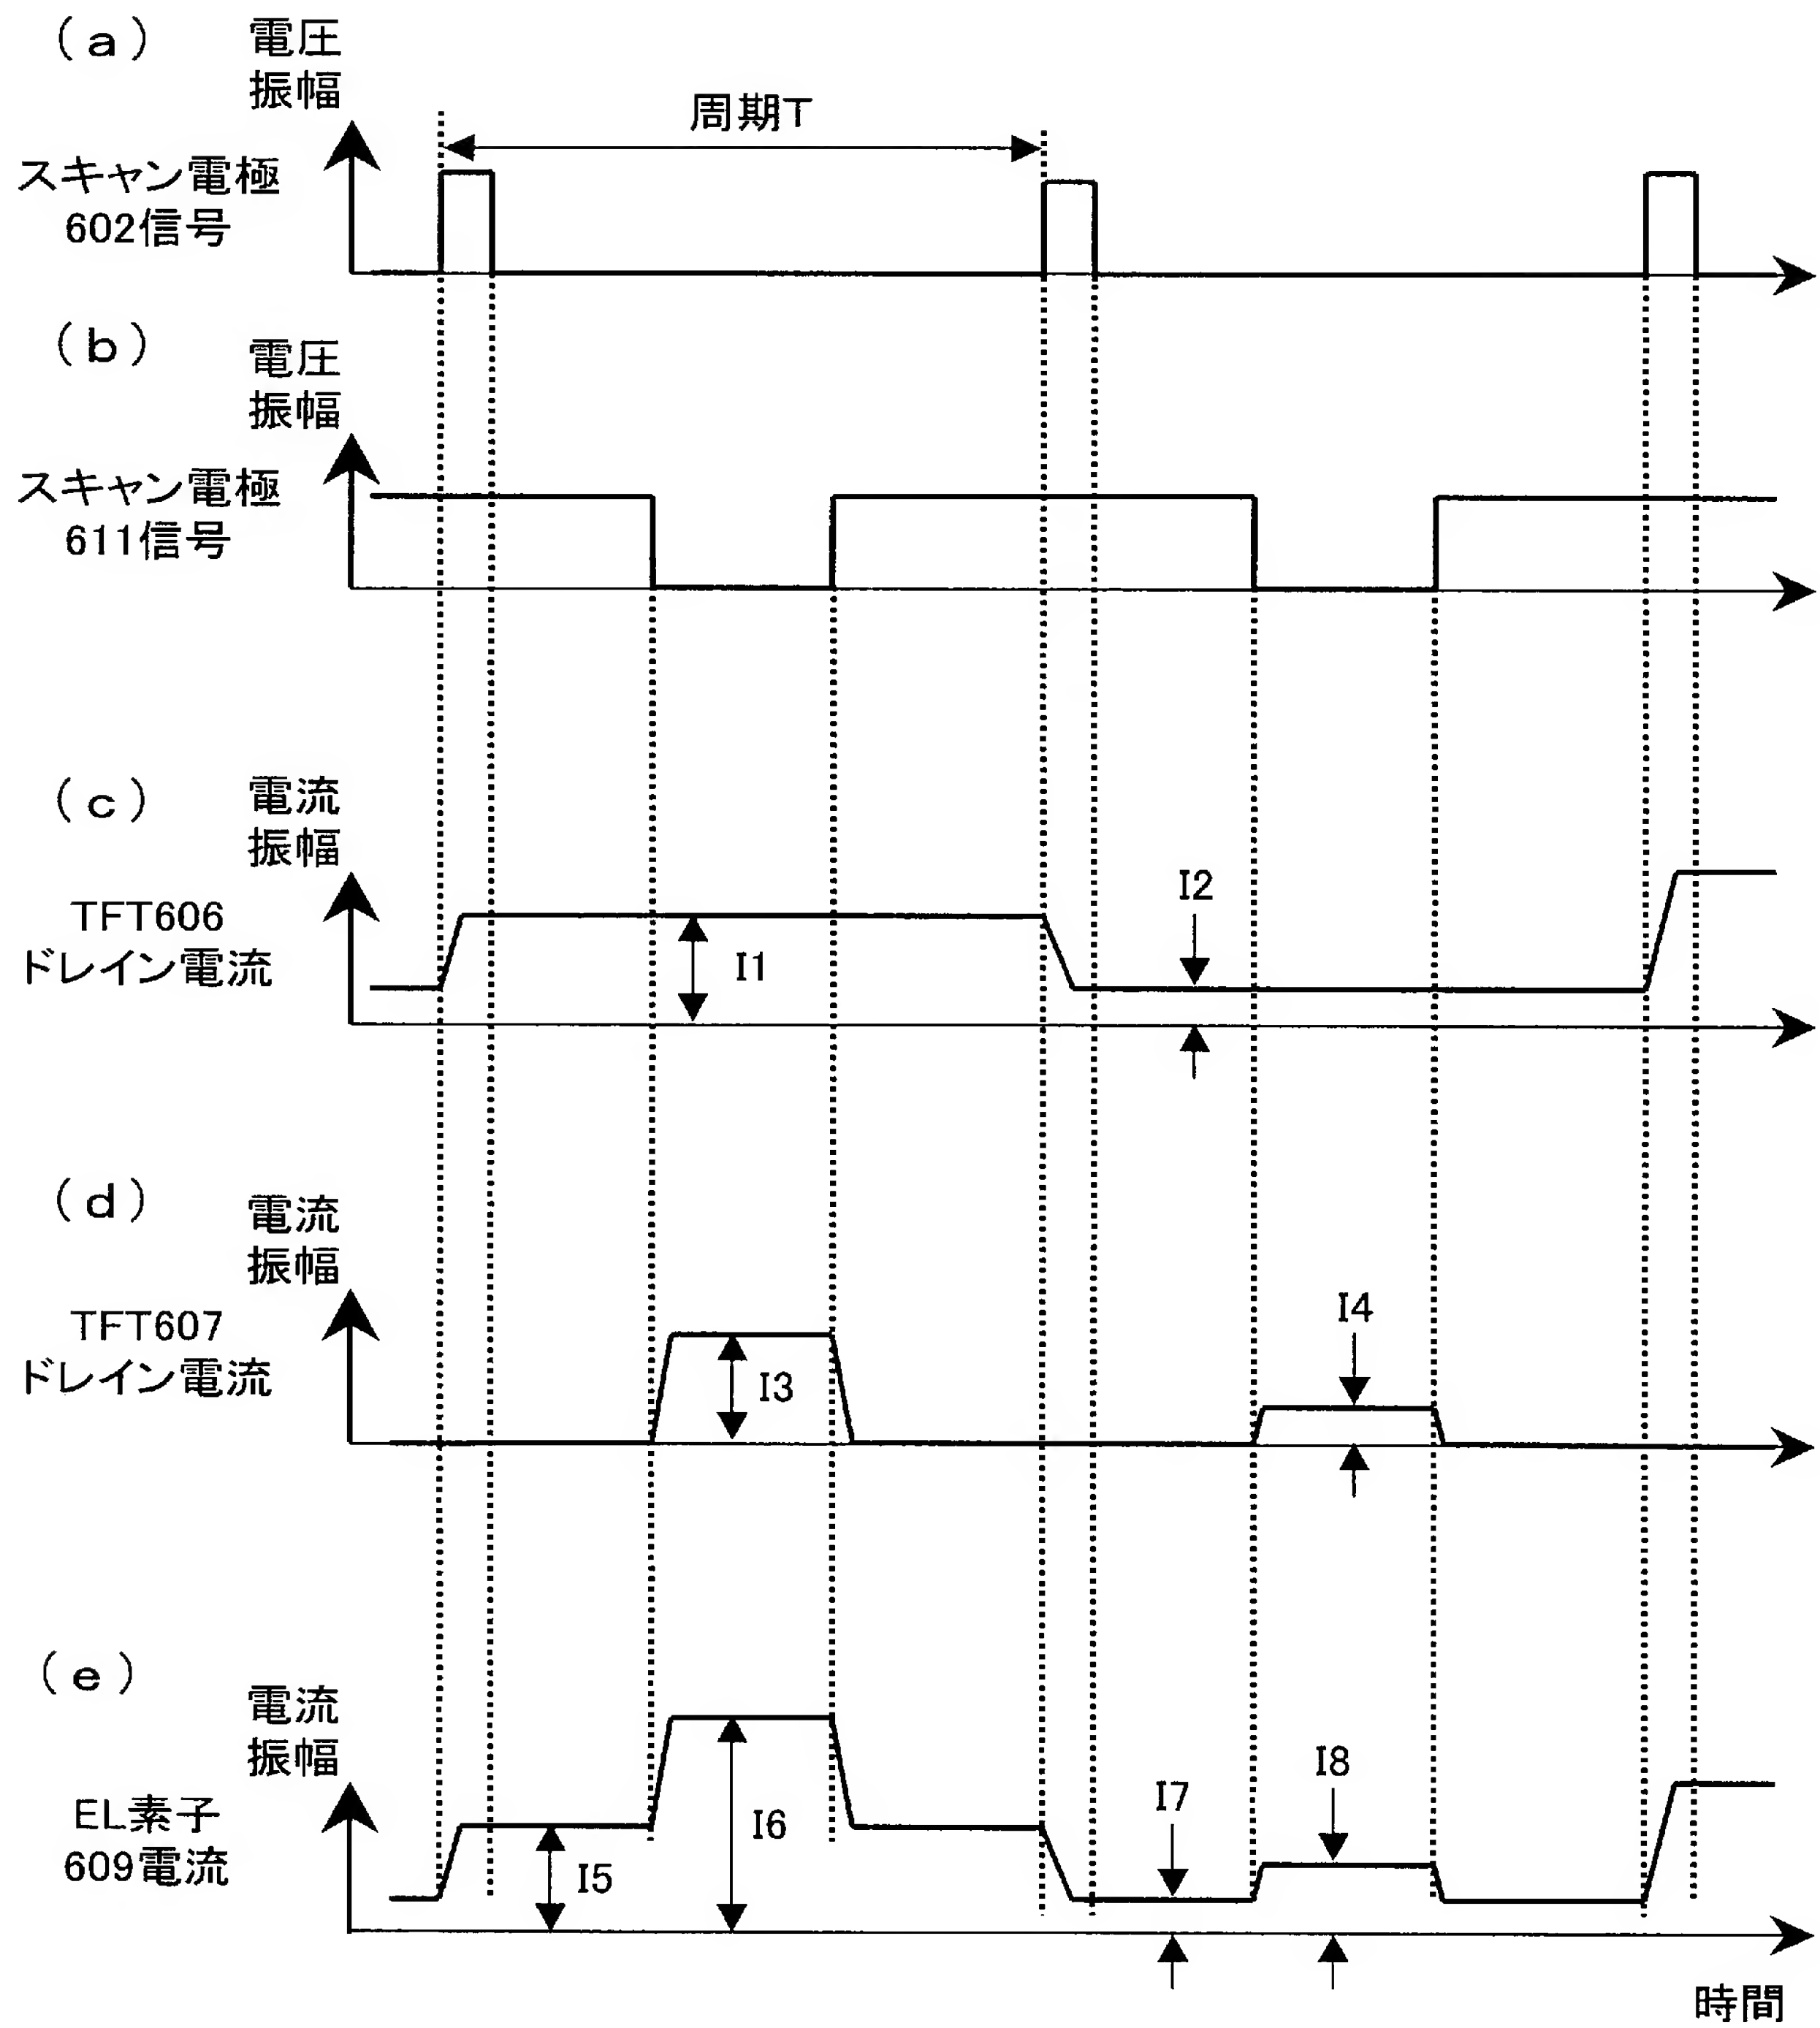 (a)
電圧
振幅
周期T
スキャン電極
602信号
(b)
電圧
振幅
スキャン電極
611信号
(c)
電流
振幅
I2
TFT606
ドレイン電流
I1
(d)
電流
振幅
I4
TFT607
ドレイン電流
I3
(e)
電流
振幅
I8
I7
EL素子
609電流
I6
I5
時間